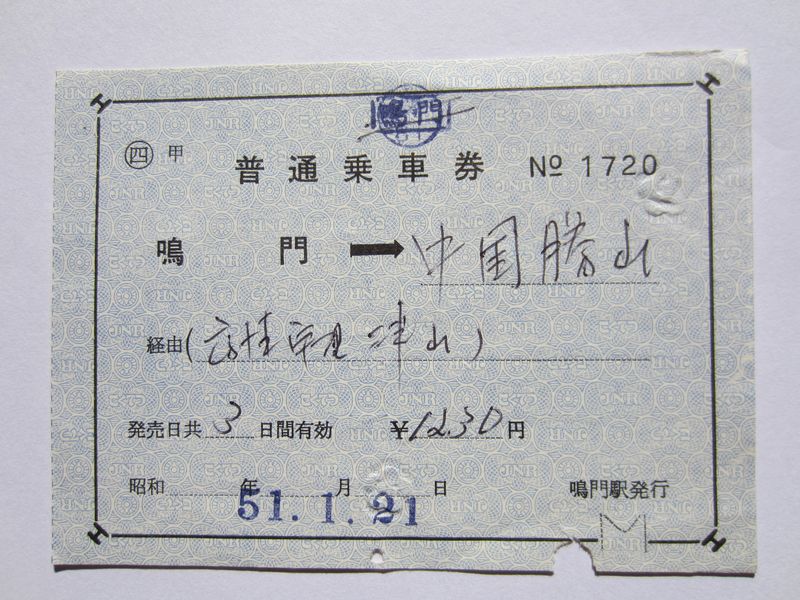 鳴門
㊃ 甲
普通乗車券 № 1720
鳴門 ➡ 中国勝山
経由(高徳 津山)
発売日共 3 日間有効 ¥1230円
昭和 年 月 日 鳴門駅発行
51.1.21